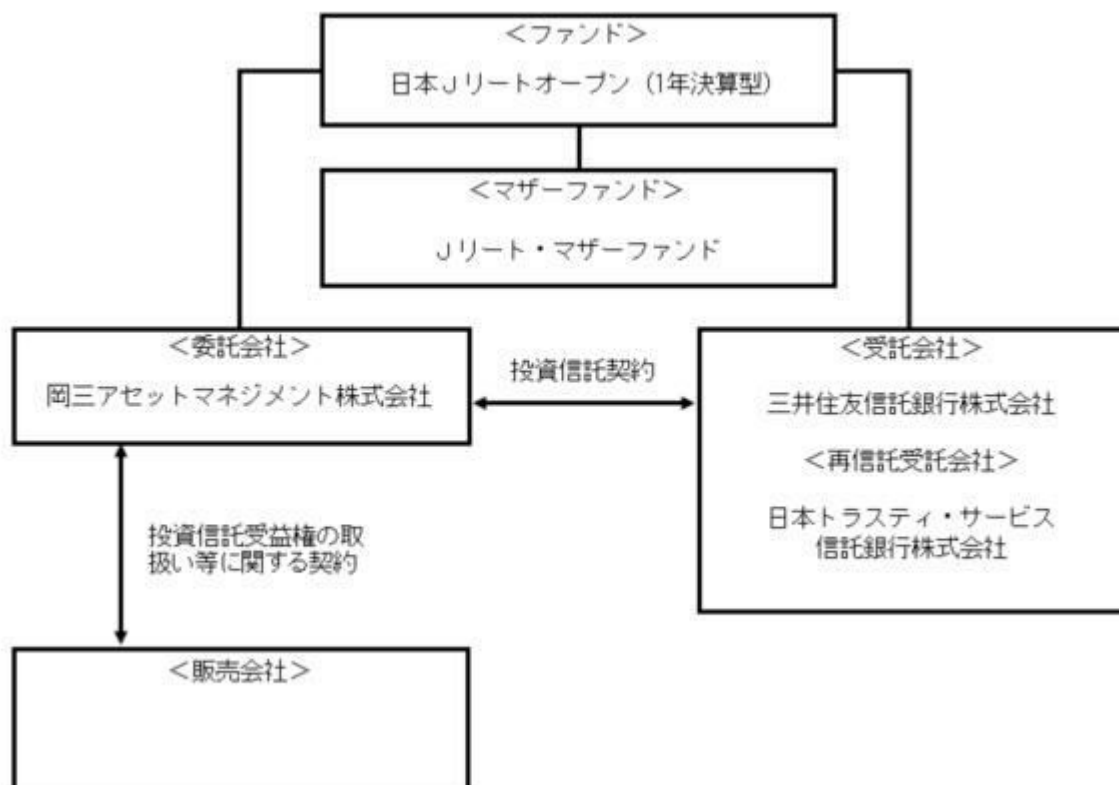 ＜ファンド＞
日本Ｊリートオープン（1年決算型）
＜マザーファンド＞
Ｊリート・マザーファンド
＜委託会社＞
岡三アセットマネジメント株式会社
投資信託契約
＜受託会社＞
三井住友信託銀行株式会社
＜再信託受託会社＞
日本トラスティ・サービス
信託銀行株式会社
投資信託受益権の取
扱い等に関する契約
＜販売会社＞